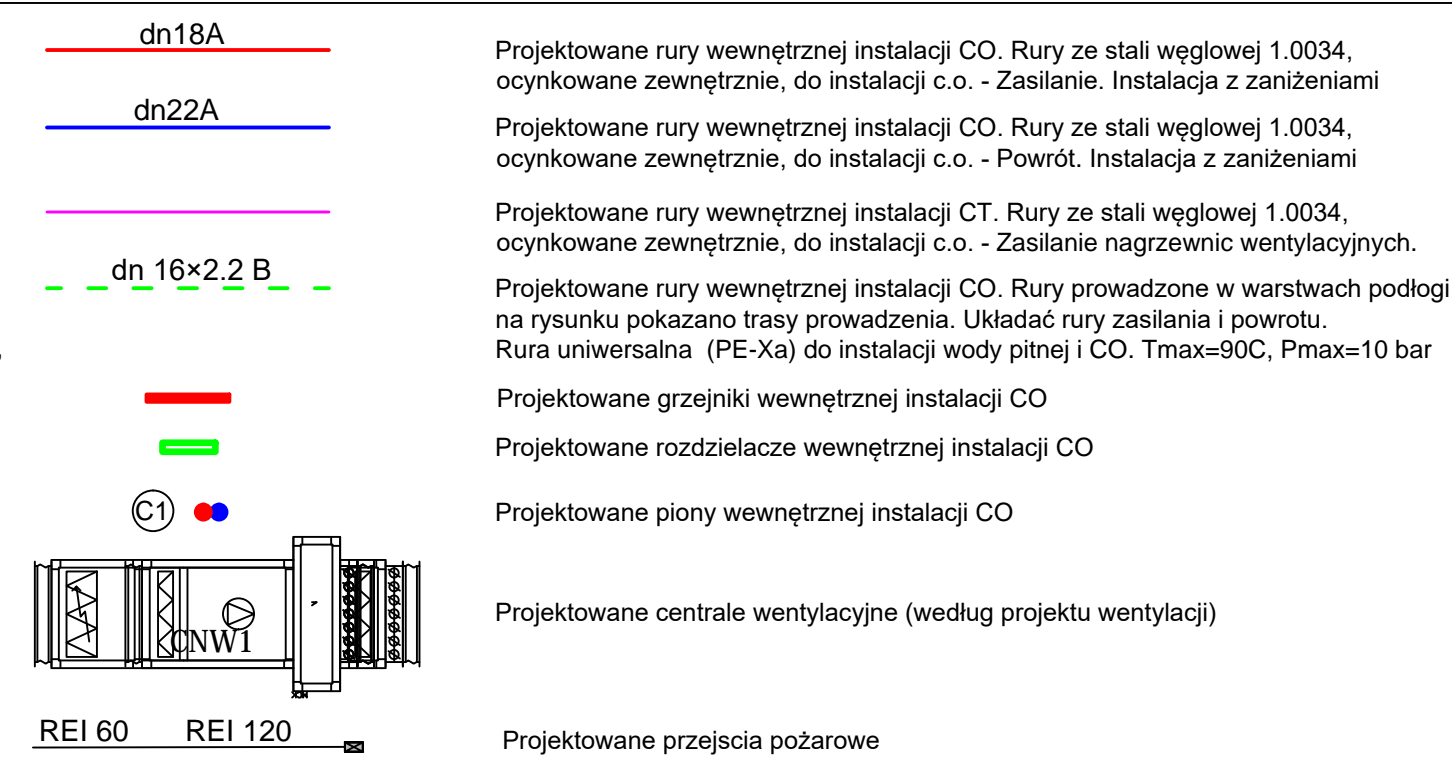 dn18A
Projektowane rury wewnętrznej instalacji CO. Rury ze stali węglowej 1.0034,
ocynkowane zewnętrznie, do instalacji c.o. - Zasilanie. Instalacja z zaniżeniami
dn22A
Projektowane rury wewnętrznej instalacji CO. Rury ze stali węglowej 1.0034,
ocynkowane zewnętrznie, do instalacji c.o. - Powrót. Instalacja z zaniżeniami
Projektowane rury wewnętrznej instalacji CT. Rury ze stali węglowej 1.0034,
ocynkowane zewnętrznie, do instalacji c.o. - Zasilanie nagrzewnic wentylacyjnych.
dn 16×2.2 B
Projektowane rury wewnętrznej instalacji CO. Rury prowadzone w warstwach podłogi
na rysunku pokazano trasy prowadzenia. Układać rury zasilania i powrotu.
Rura uniwersalna (PE-Xa) do instalacji wody pitnej i CO. Tmax=90C, Pmax=10 bar
Projektowane grzejniki wewnętrznej instalacji CO
Projektowane rozdzielacze wewnętrznej instalacji CO
C1
Projektowane piony wewnętrznej instalacji CO
CNW1
Projektowane centrale wentylacyjne (według projektu wentylacji)
REI 60 REI 120
Projektowane przejscia pożarowe